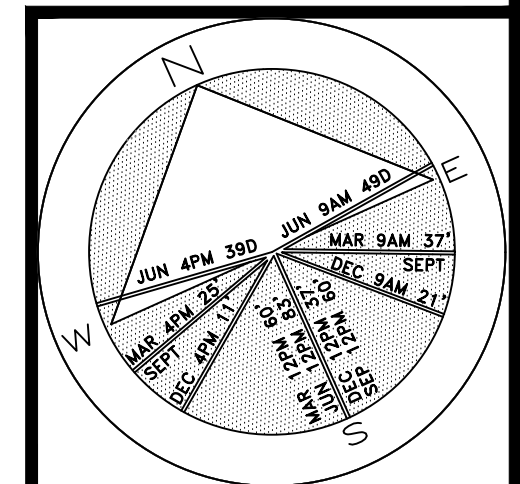 N
E
JUN 9AM 49D
JUN 4PM 39D
MAR 9AM 37'
SEPT
DEC 9AM 21'
MAR 4PM 25'
SEPT
DEC 4PM 11'
MAR 12PM 60'
JUN 12PM 83'
DEC 12PM 37'
SEP 12PM 60'
W
S